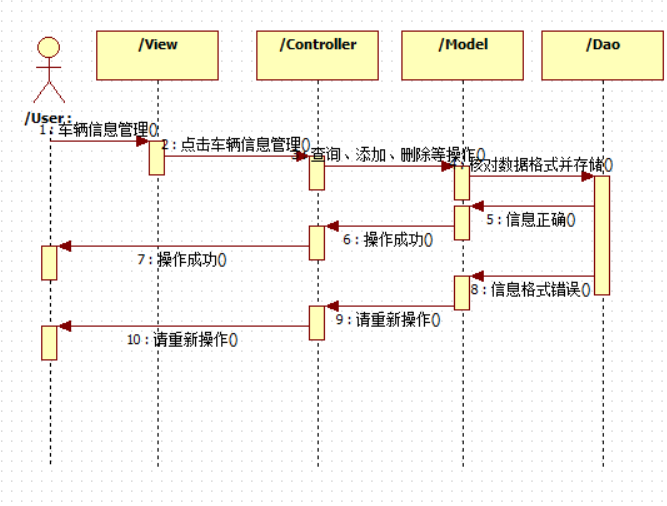 /View
/Controller
/Model
/Dao
/User :
1 : 车辆信息管理()
2 : 点击车辆信息管理()
3 : 查询、添加、删除等操作()
核对数据格式并存储()
5 : 信息正确()
6 : 操作成功()
7 : 操作成功()
8 : 信息格式错误()
9 : 请重新操作()
10 : 请重新操作()